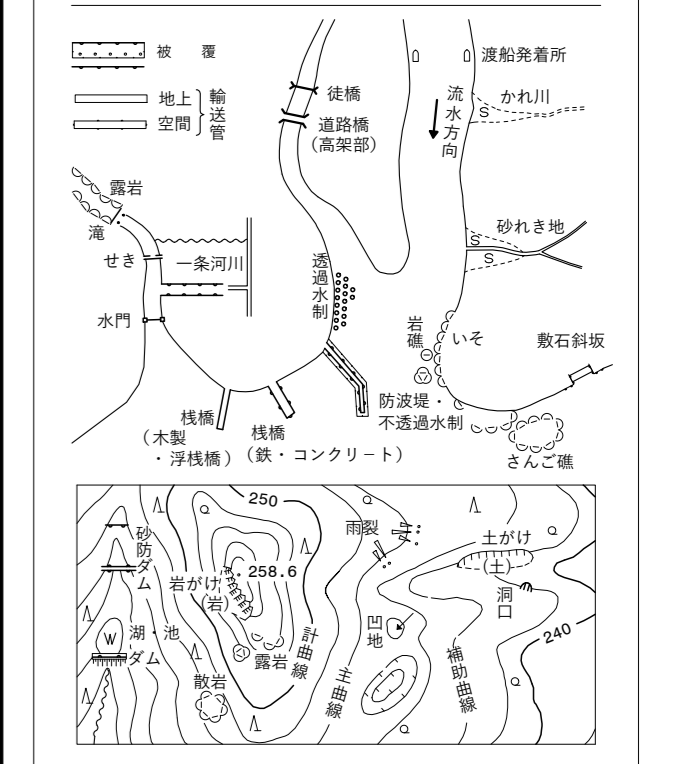 被覆
地上
空間
輸送管
徒橋
道路橋
(高架部)
渡船発着所
流水方向
かれ川
S
露岩
滝
せき
一条河川
水門
透過水制
砂れき地
S
S
岩礁
いそ
敷石斜坂
防波堤・
不透過水制
さんご礁
桟橋
(木製
・浮桟橋)
桟橋
(鉄・コンクリート)
250
雨裂
土がけ
(土)
砂防ダム
岩がけ
(岩)
258.6
洞口
湖・池
W
ダム
露岩
散岩
計曲線
主曲線
凹地
補助曲線
240